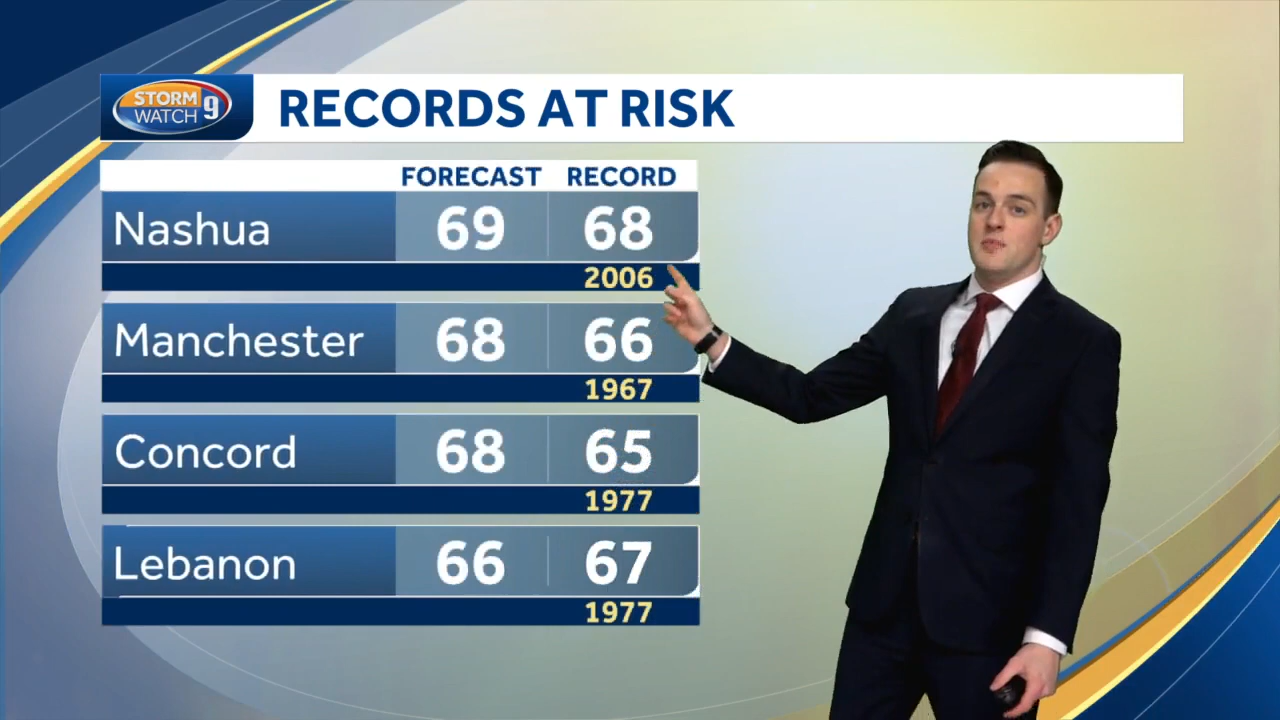 STORM
WATCH 9
RECORDS AT RISK
FORECAST RECORD
Nashua 69 68
2006
Manchester 68 66
1967
Concord 68 65
1977
Lebanon 66 67
1977